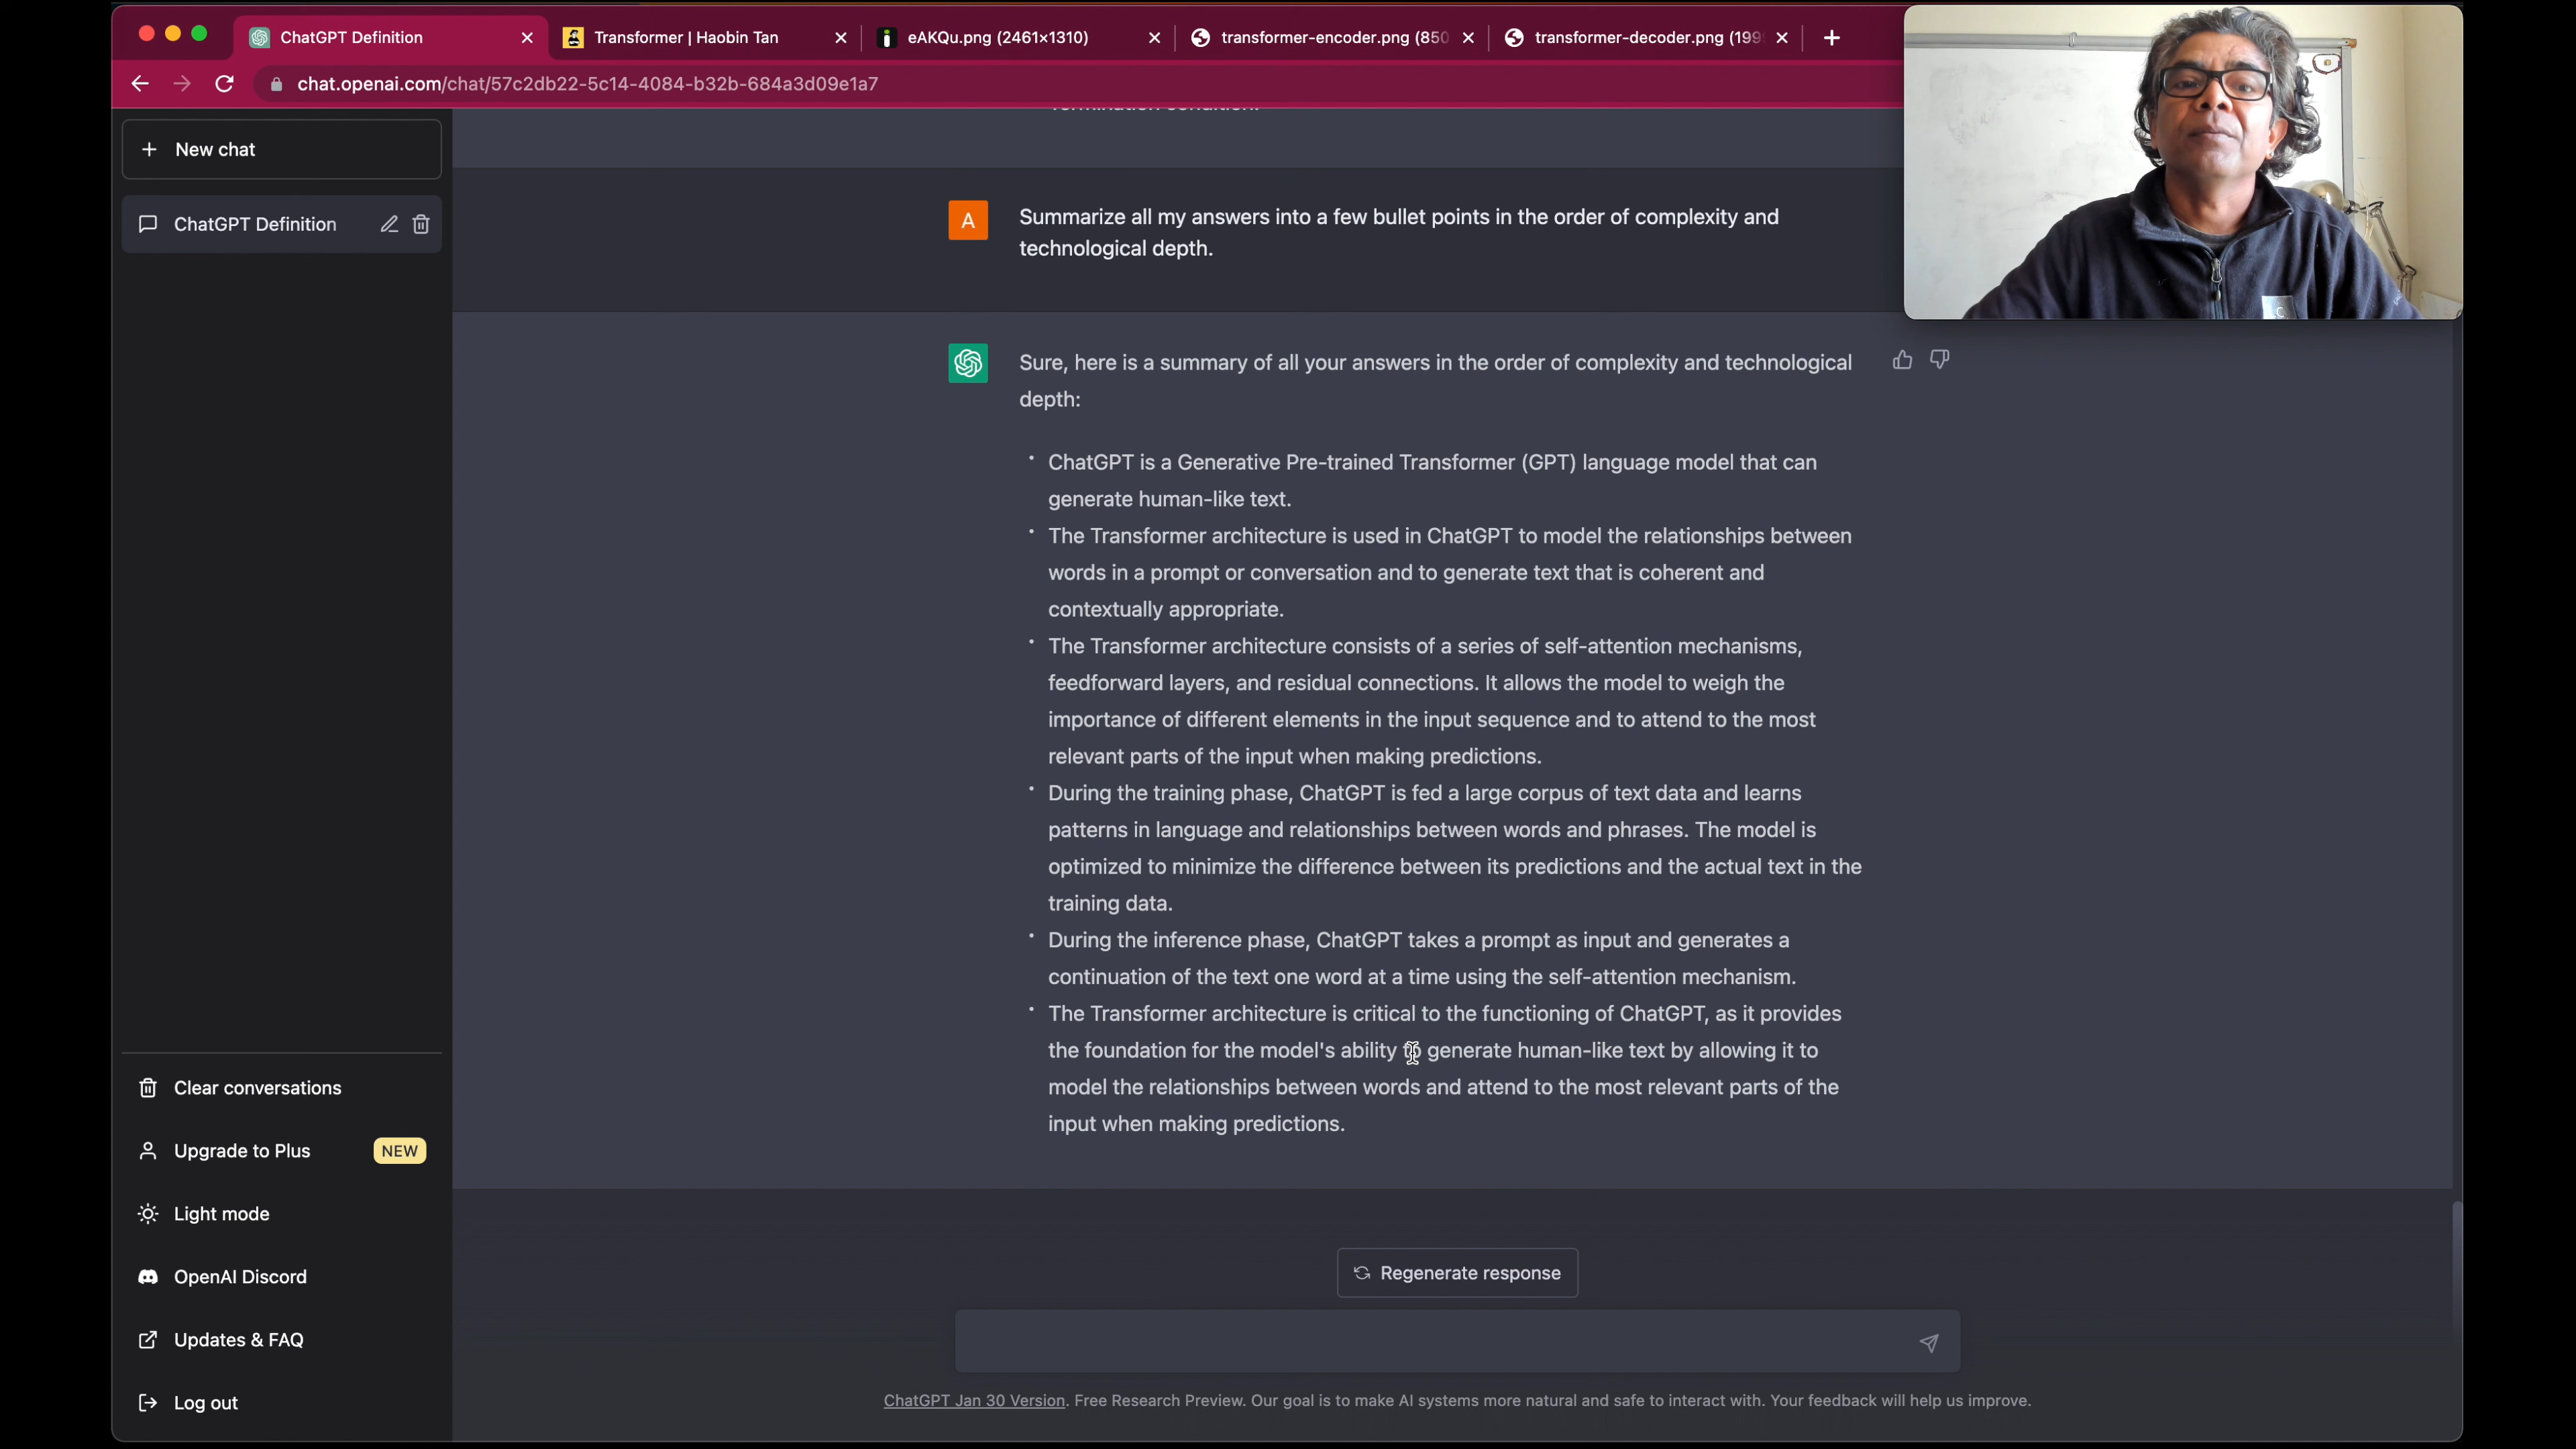 ChatGPT Definition
Transformer | Haobin Tan
eAKQu.png (2461×1310)
transformer-encoder.png (850
transformer-decoder.png (199
chat.openai.com/chat/57c2db22-5c14-4084-b32b-684a3d09e1a7
New chat
ChatGPT Definition
termination condition.
A
Summarize all my answers into a few bullet points in the order of complexity and
technological depth.
Sure, here is a summary of all your answers in the order of complexity and technological
depth:
• ChatGPT is a Generative Pre-trained Transformer (GPT) language model that can
generate human-like text.
• The Transformer architecture is used in ChatGPT to model the relationships between
words in a prompt or conversation and to generate text that is coherent and
contextually appropriate.
• The Transformer architecture consists of a series of self-attention mechanisms,
feedforward layers, and residual connections. It allows the model to weigh the
importance of different elements in the input sequence and to attend to the most
relevant parts of the input when making predictions.
• During the training phase, ChatGPT is fed a large corpus of text data and learns
patterns in language and relationships between words and phrases. The model is
optimized to minimize the difference between its predictions and the actual text in the
training data.
• During the inference phase, ChatGPT takes a prompt as input and generates a
continuation of the text one word at a time using the self-attention mechanism.
• The Transformer architecture is critical to the functioning of ChatGPT, as it provides
the foundation for the model's ability to generate human-like text by allowing it to
model the relationships between words and attend to the most relevant parts of the
input when making predictions.
Clear conversations
Upgrade to Plus NEW
Light mode
OpenAI Discord
Updates & FAQ
Log out
Regenerate response
ChatGPT Jan 30 Version. Free Research Preview. Our goal is to make AI systems more natural and safe to interact with. Your feedback will help us improve.